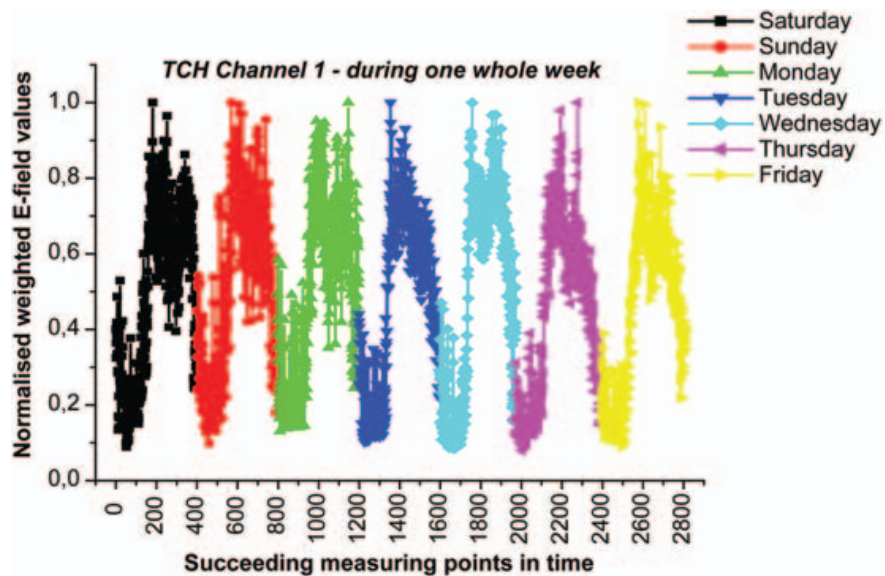 Saturday
Sunday
Monday
Tuesday
Wednesday
Thursday
Friday
TCH Channel 1 - during one whole week
Normalised weighted E-field values
1,0
0,8
0,6
0,4
0,2
0,0
0
200
400
600
800
1000
1200
1400
1600
1800
2000
2200
2400
2600
2800
Succeeding measuring points in time